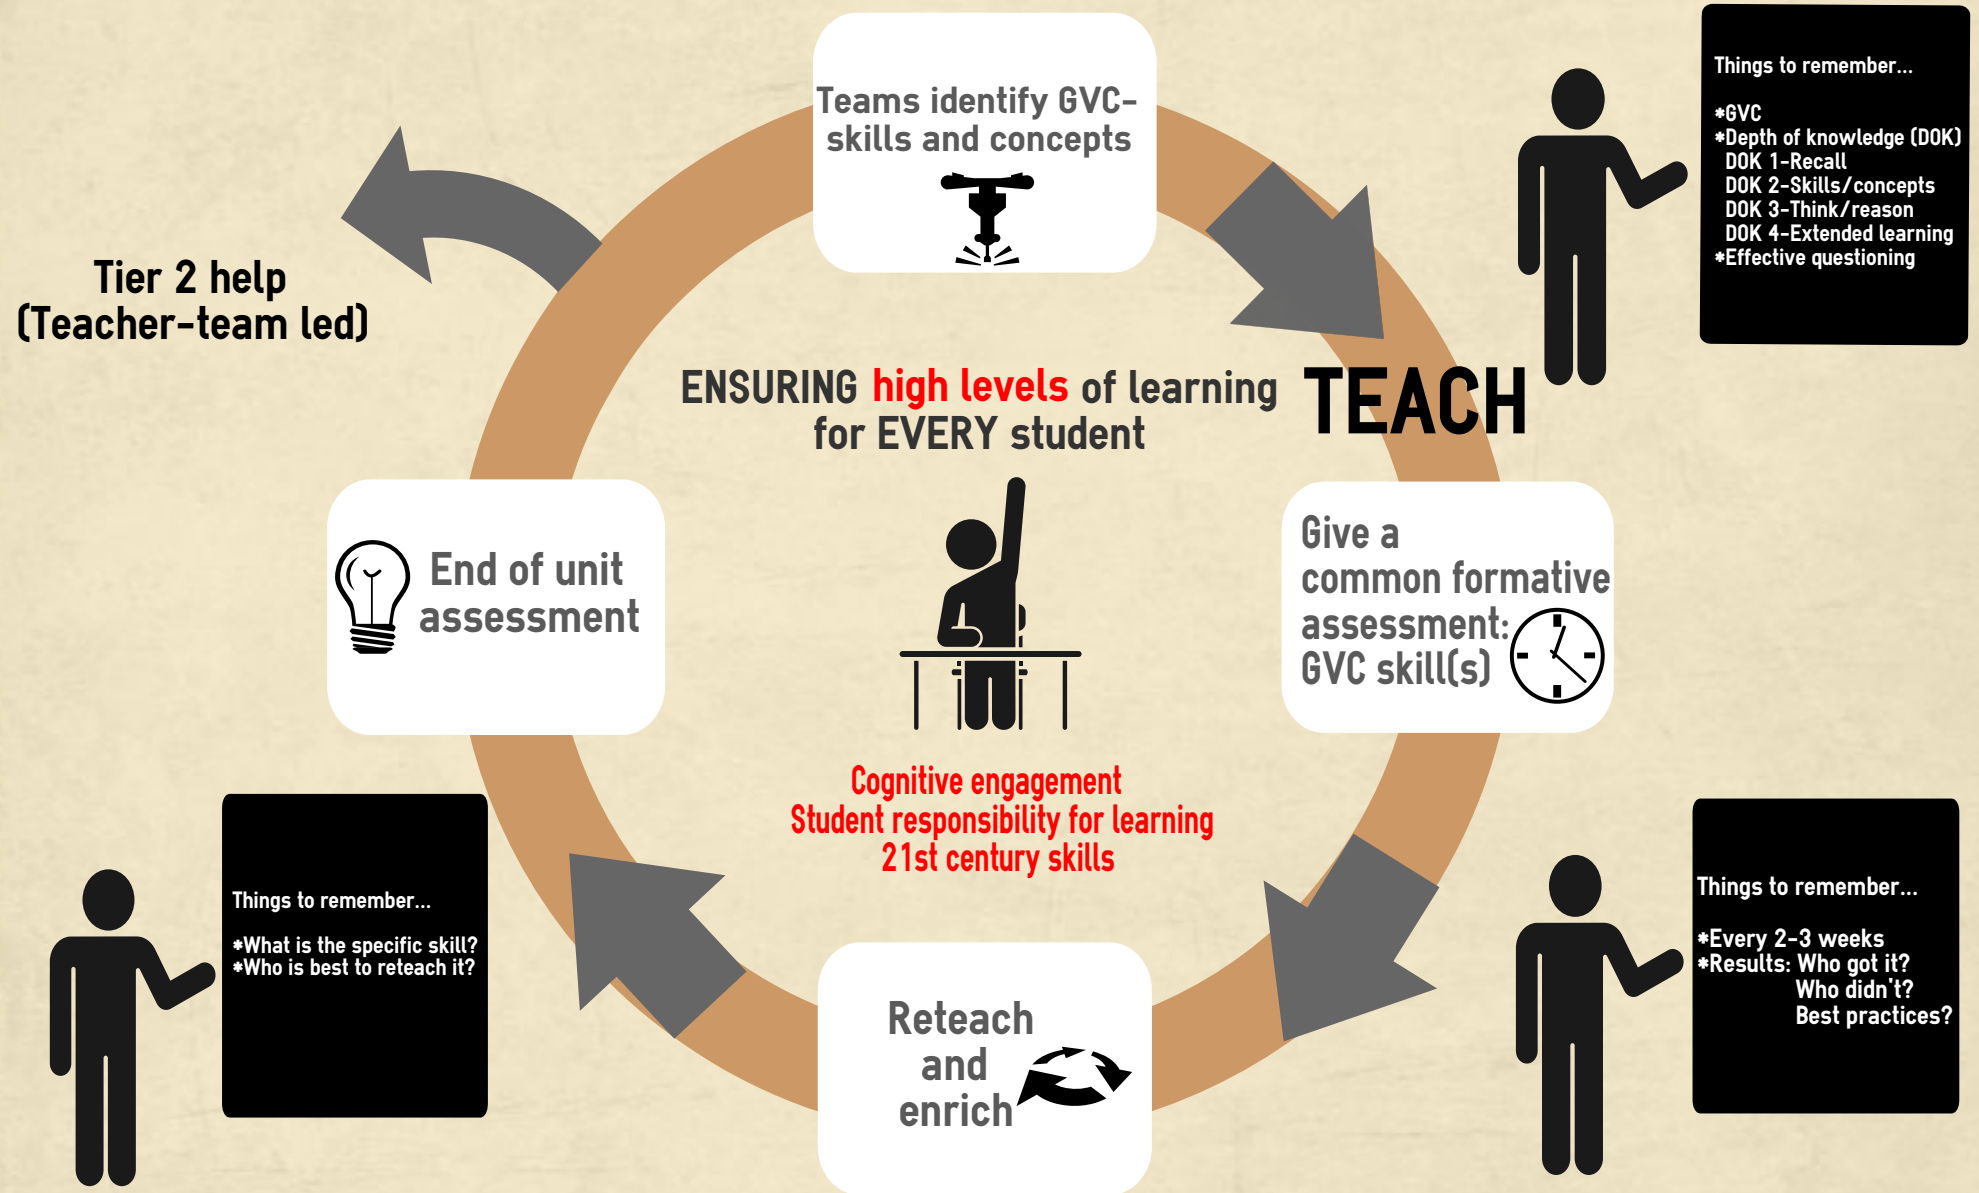 Teams identify GVC-
skills and concepts
Things to remember...
*GVC
*Depth of knowledge (DOK)
DOK 1-Recall
DOK 2-Skills/concepts
DOK 3-Think/reason
DOK 4-Extended learning
*Effective questioning
Tier 2 help
(Teacher-team led)
ENSURING high levels of learning
for EVERY student
TEACH
End of unit
assessment
Give a
common formative
assessment:
GVC skill(s)
Cognitive engagement
Student responsibility for learning
21st century skills
Things to remember...
*What is the specific skill?
*Who is best to reteach it?
Reteach
and
enrich
Things to remember...
*Every 2-3 weeks
*Results: Who got it?
Who didn't?
Best practices?